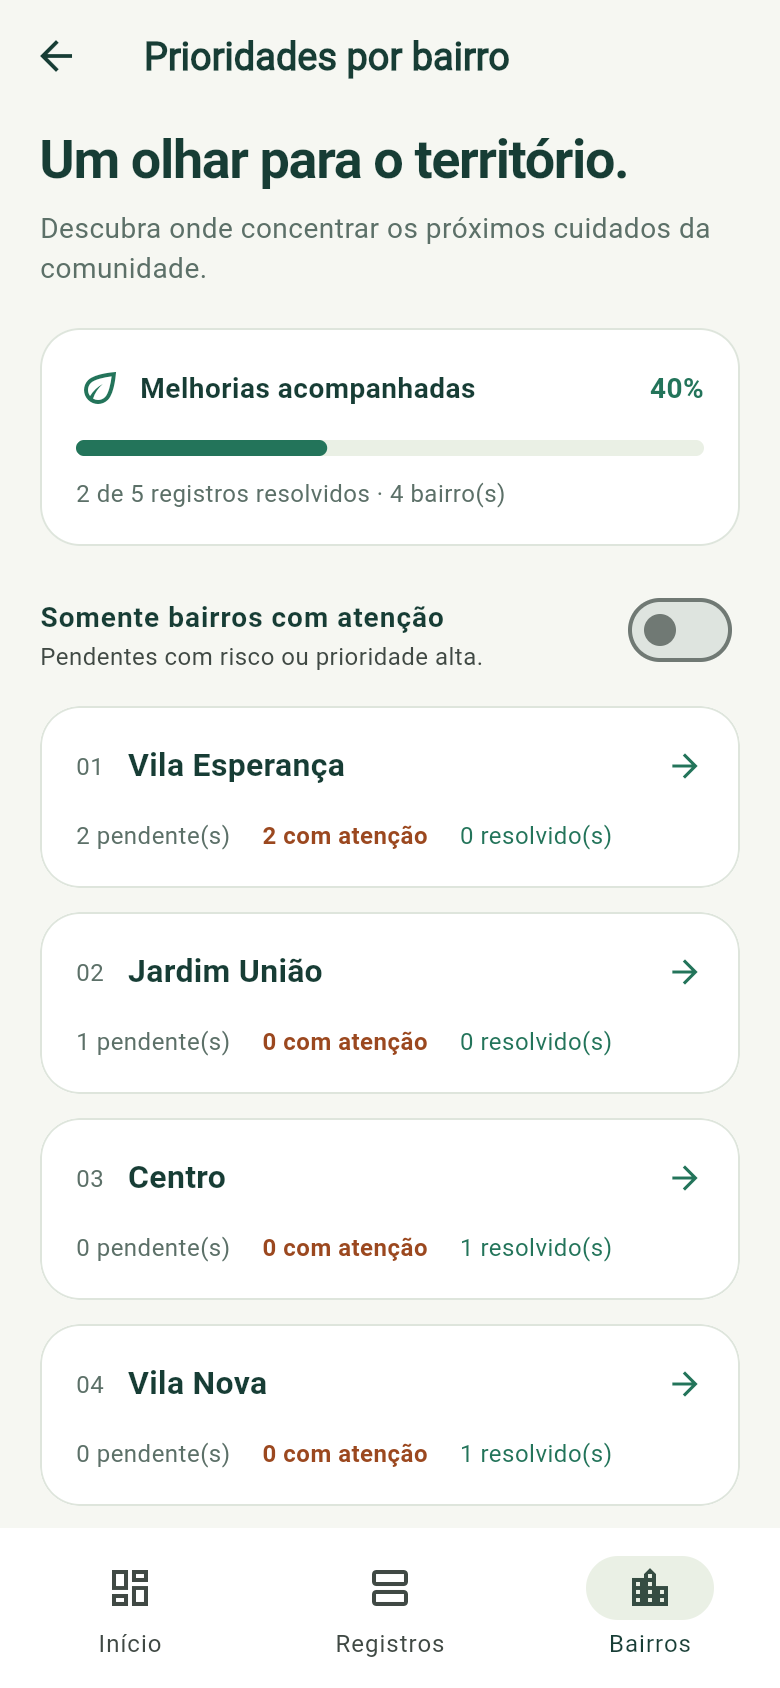 Prioridades por bairro
Um olhar para o território.
Descubra onde concentrar os próximos cuidados da
comunidade.
Melhorias acompanhadas 40%
2 de 5 registros resolvidos · 4 bairro(s)
Somente bairros com atenção
Pendentes com risco ou prioridade alta.
01 Vila Esperança
2 pendente(s) 2 com atenção 0 resolvido(s)
02 Jardim União
1 pendente(s) 0 com atenção 0 resolvido(s)
03 Centro
0 pendente(s) 0 com atenção 1 resolvido(s)
04 Vila Nova
0 pendente(s) 0 com atenção 1 resolvido(s)
Início Registros Bairros